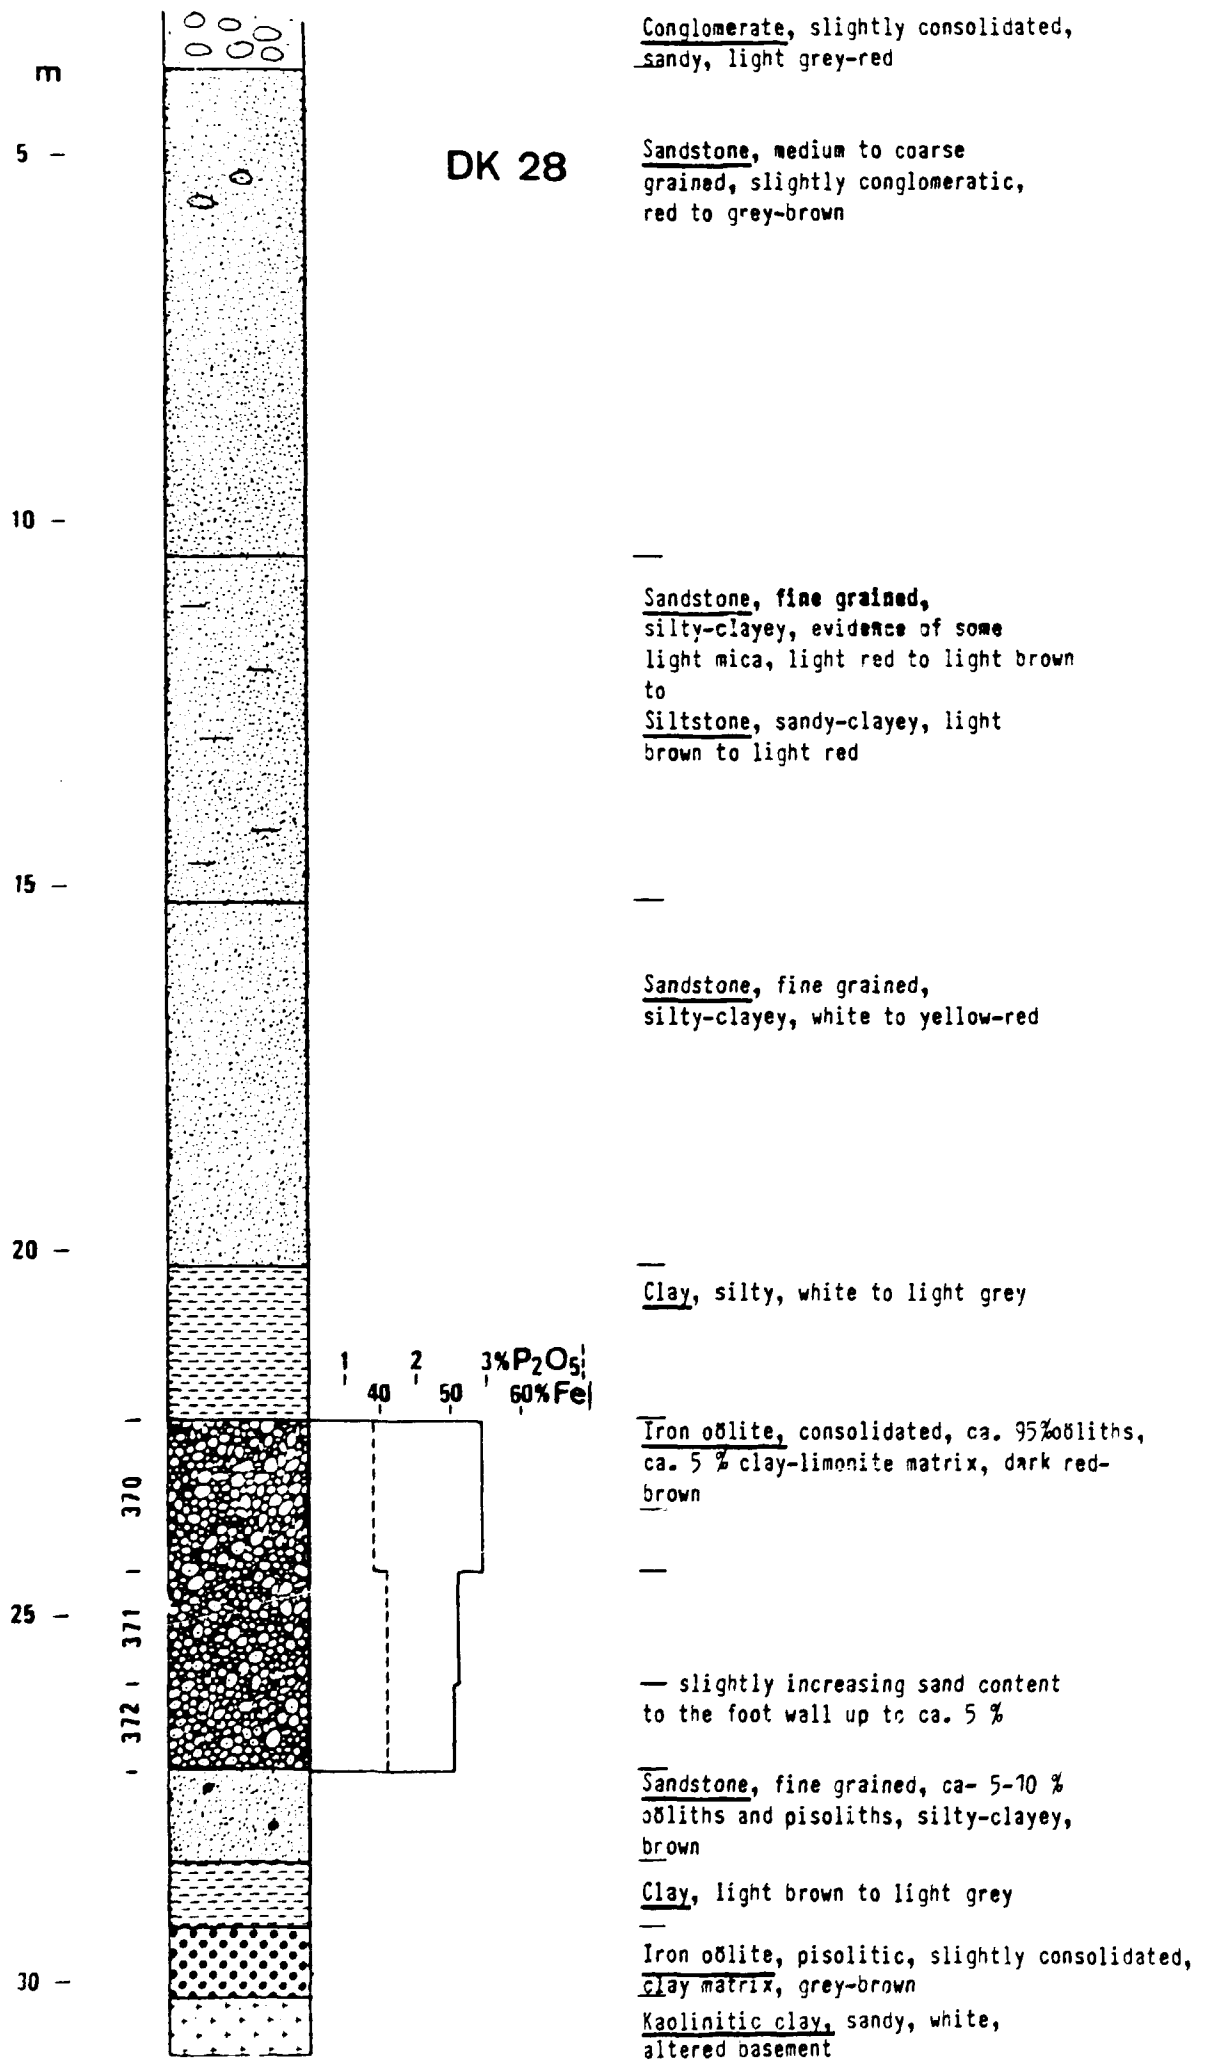 Conglomerate, slightly consolidated,
sandy, light grey-red
m
5 –
DK 28
Sandstone, medium to coarse
grained, slightly conglomeratic,
red to grey-brown
10 –
Sandstone, fine grained,
silty-clayey, evidence of some
light mica, light red to light brown
to
Siltstone, sandy-clayey, light
brown to light red
15 –
Sandstone, fine grained,
silty-clayey, white to yellow-red
20 –
Clay, silty, white to light grey
1 2 3% P2O5
40 50 60% Fe
Iron oölite, consolidated, ca. 95%oöliths,
ca. 5 % clay-limonite matrix, dark red-
brown
370
25 –
371
— slightly increasing sand content
to the foot wall up to ca. 5 %
372
Sandstone, fine grained, ca- 5-10 %
oöliths and pisoliths, silty-clayey,
brown
Clay, light brown to light grey
Iron oölite, pisolitic, slightly consolidated,
clay matrix, grey-brown
30 –
Kaolinitic clay, sandy, white,
altered basement